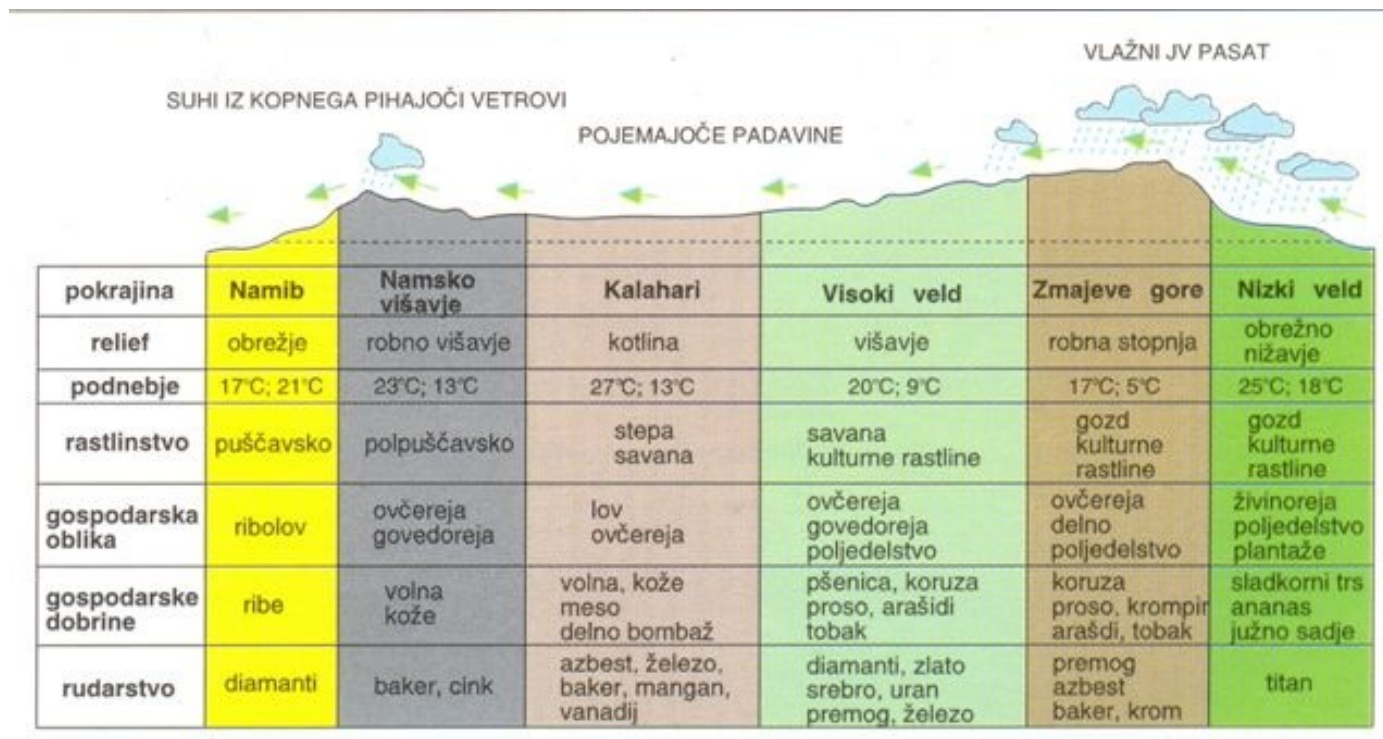 VLAŽNI JV PASAT
SUHI IZ KOPNEGA PIHAJOČI VETROVI
POJEMAJOČE PADAVINE
pokrajina
Namib
Namsko
višavje
Kalahari
Visoki veld
Zmajeve gore
Nizki veld
relief
obrežje
robno višavje
kotlina
višavje
robna stopnja
obrežno
nižavje
podnebje
17°C; 21°C
23°C; 13°C
27°C; 13°C
20°C; 9°C
17°C; 5°C
25°C; 18°C
rastlinstvo
puščavsko
polpuščavsko
stepa
savana
savana
kulturne rastline
gozd
kulturne
rastline
gozd
kulturne
rastline
gospodarska
oblika
ribolov
ovčereja
govedoreja
lov
ovčereja
ovčereja
govedoreja
poljedelstvo
ovčereja
delno
poljedelstvo
živinoreja
poljedelstvo
plantaže
gospodarske
dobrine
ribe
volna
kože
volna, kože
meso
delno bombaž
pšenica, koruza
proso, arašidi
tobak
koruza
proso, krompir
arašdi, tobak
sladkorni trs
ananas
južno sadje
rudarstvo
diamanti
baker, cink
azbest, železo,
baker, mangan,
vanadij
diamanti, zlato
srebro, uran
premog, železo
premog
azbest
baker, krom
titan